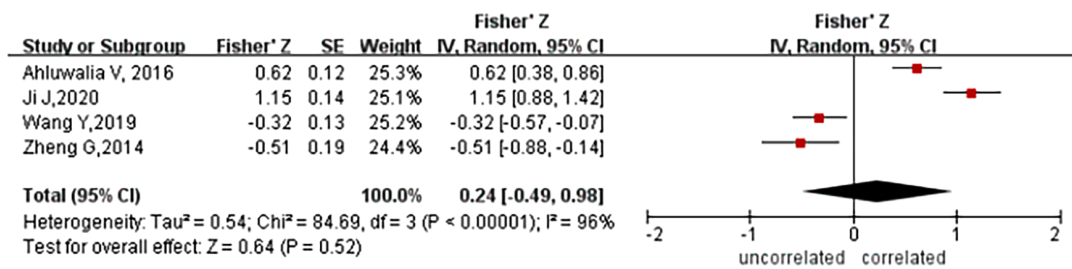 Fisher' Z Fisher' Z
Study or Subgroup Fisher' Z SE Weight IV, Random, 95% CI IV, Random, 95% CI
Ahluwalia V, 2016 0.62 0.12 25.3% 0.62 [0.38, 0.86]
Ji J,2020 1.15 0.14 25.1% 1.15 [0.88, 1.42]
Wang Y,2019 -0.32 0.13 25.2% -0.32 [-0.57, -0.07]
Zheng G,2014 -0.51 0.19 24.4% -0.51 [-0.88, -0.14]
Total (95% CI) 100.0% 0.24 [-0.49, 0.98]
Heterogeneity: Tau² = 0.54; Chi² = 84.69, df = 3 (P < 0.00001); I² = 96%
Test for overall effect: Z = 0.64 (P = 0.52)
-2 -1 0 1 2
uncorrelated correlated